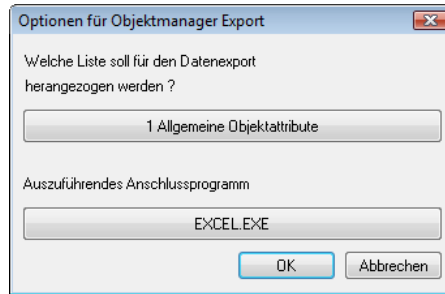 Optionen für Objektmanager Export
Welche Liste soll für den Datenexport
herangezogen werden ?
1 Allgemeine Objektattribute
Auszuführendes Anschlussprogramm
EXCEL.EXE
OK
Abbrechen